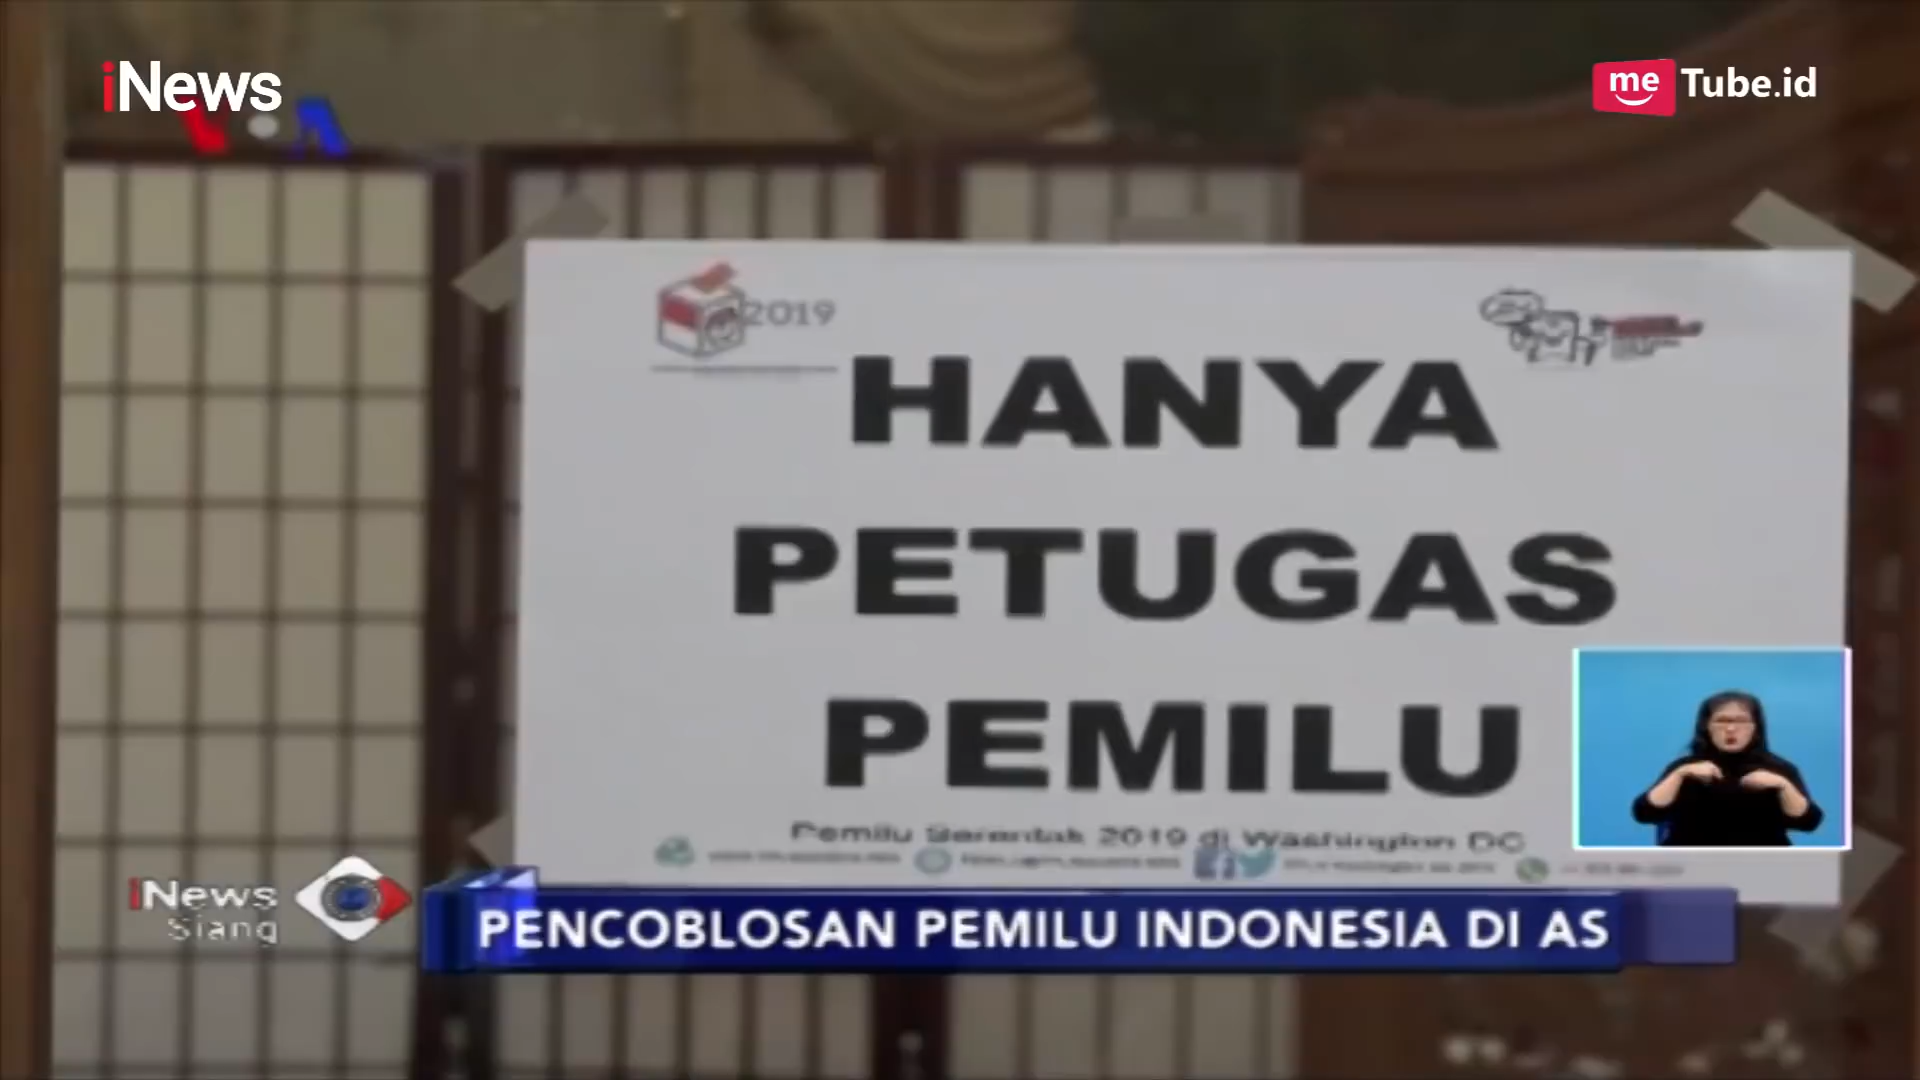 iNews
VOA
me Tube.id
2019
HANYA
PETUGAS
PEMILU
Pemilu Serentak 2019 di Washington DC
iNews
Siang
PENCOBLOSAN PEMILU INDONESIA DI AS